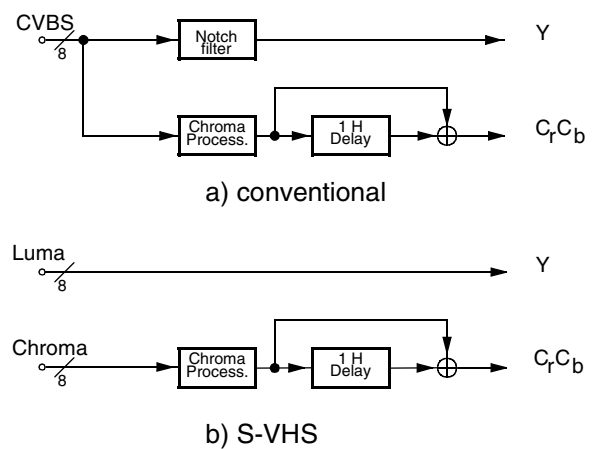 CVBS
8
Notch
filter
Y
Chroma
Process.
1 H
Delay
CrCb
a) conventional
Luma
8
Y
Chroma
8
Chroma
Process.
1 H
Delay
CrCb
b) S-VHS